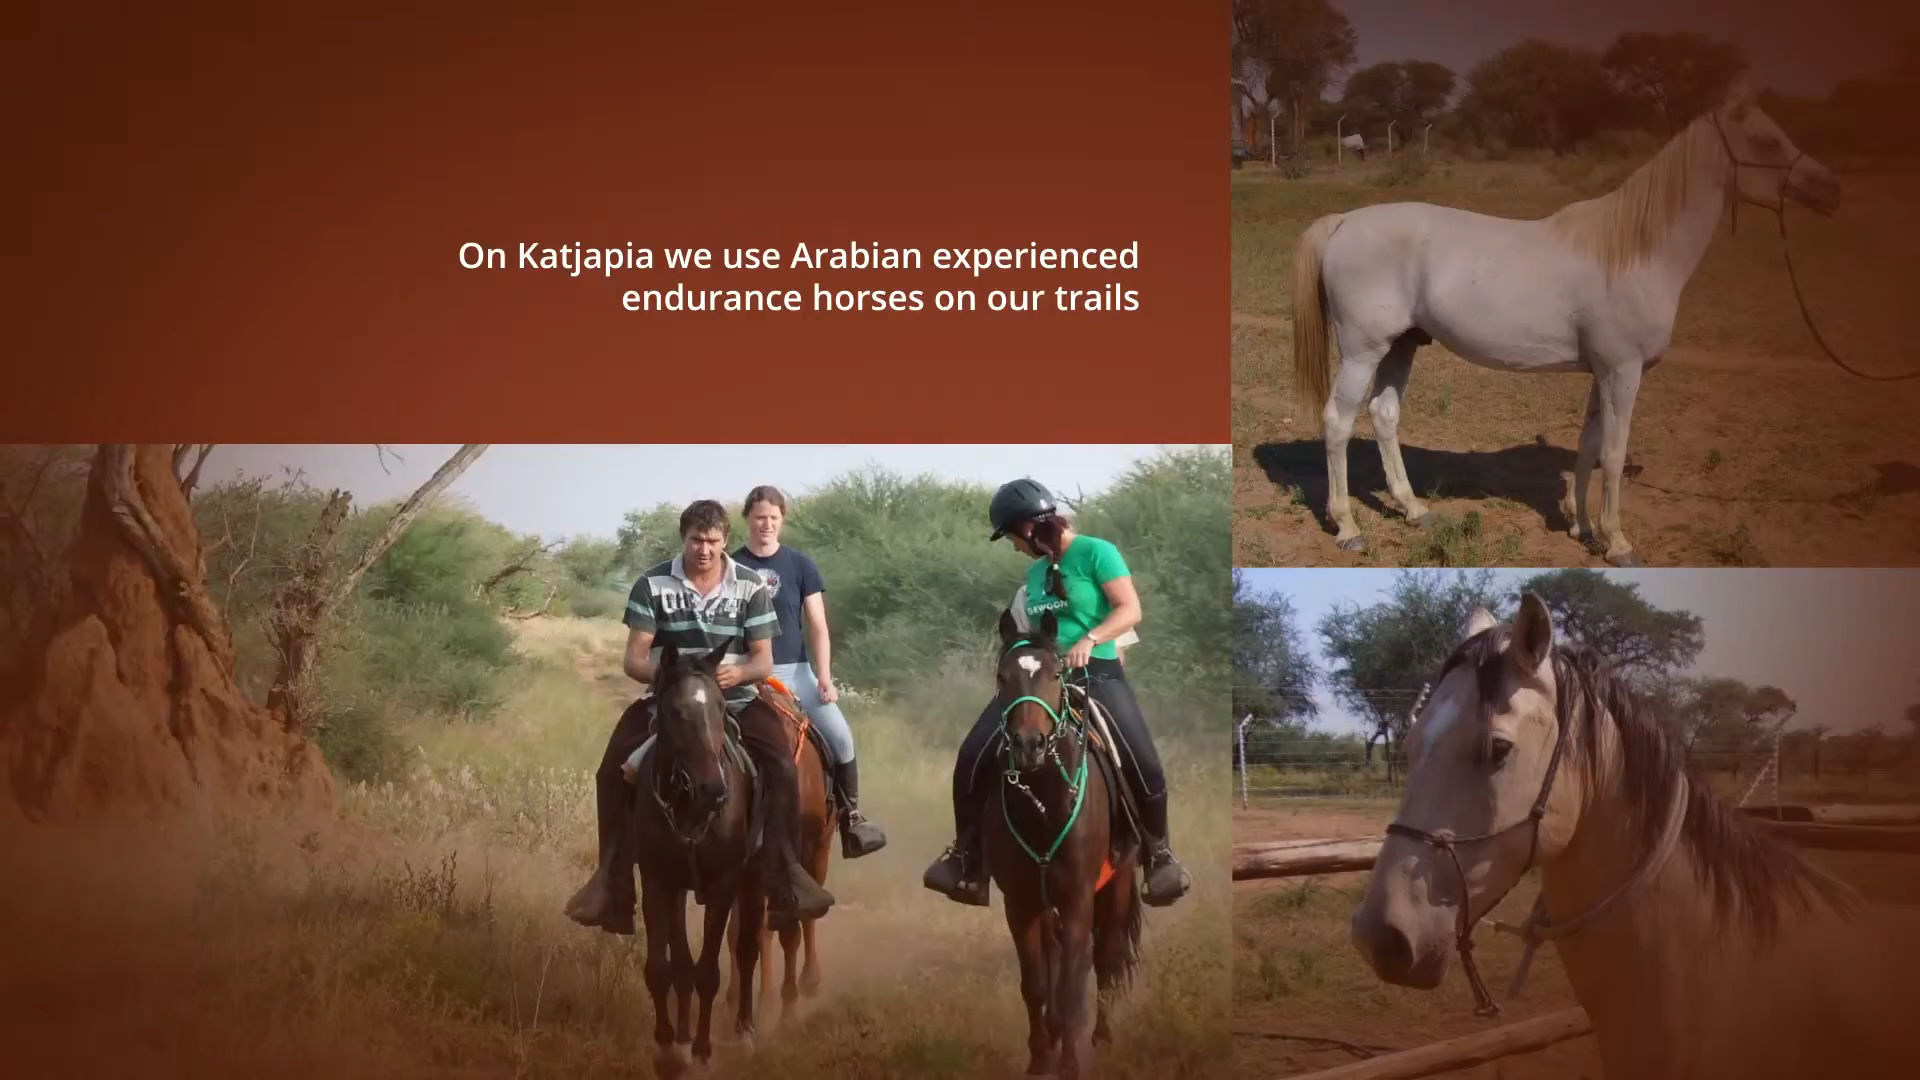 On Katjapia we use Arabian experienced
endurance horses on our trails
GEWOON